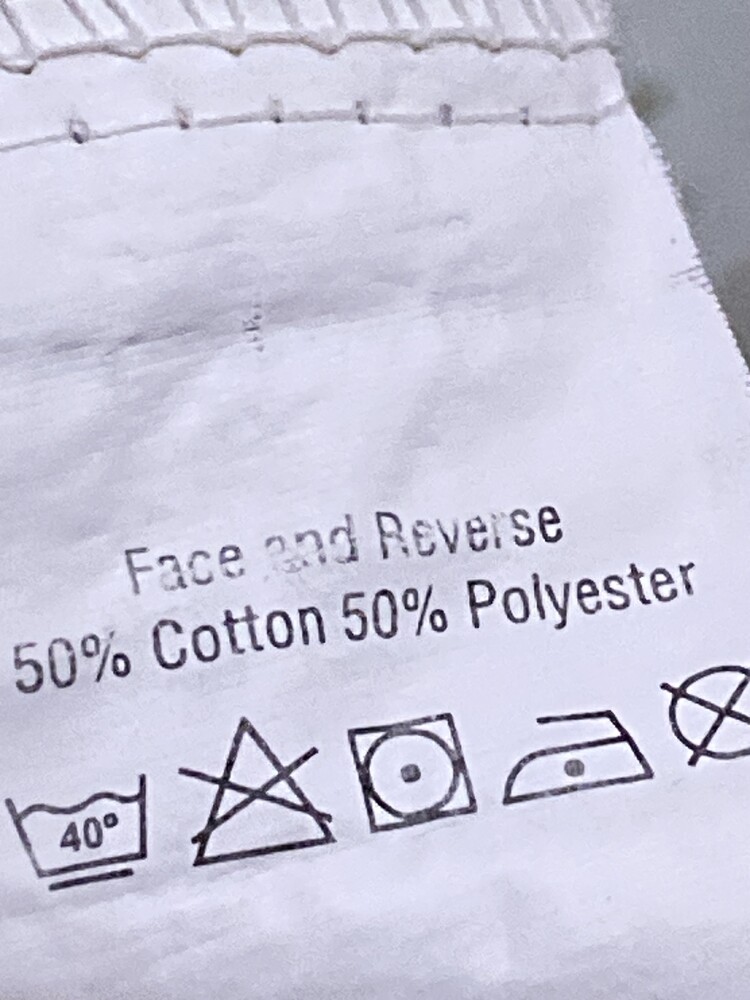 Face and Reverse
50% Cotton 50% Polyester
40°